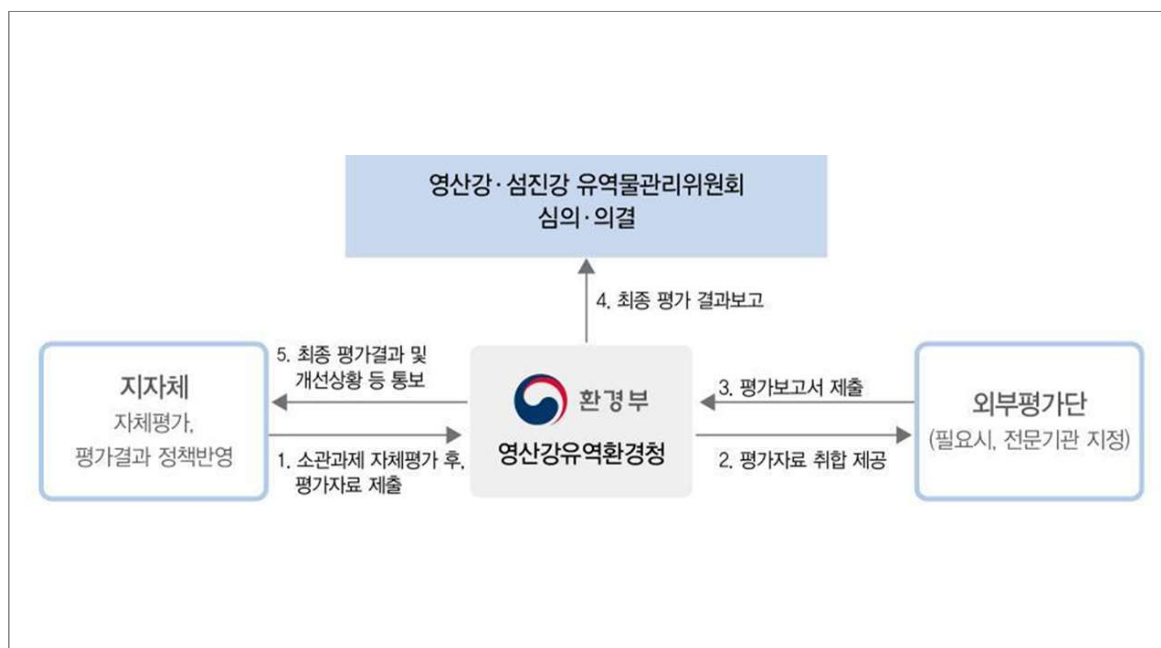 영산강·섬진강 유역물관리위원회
심의·의결
4. 최종 평가 결과보고
지자체
자체평가,
평가결과 정책반영
5. 최종 평가결과 및
개선상황 등 통보
1. 소관과제 자체평가 후,
평가자료 제출
환경부
영산강유역환경청
3. 평가보고서 제출
2. 평가자료 취합 제공
외부평가단
(필요시, 전문기관 지정)